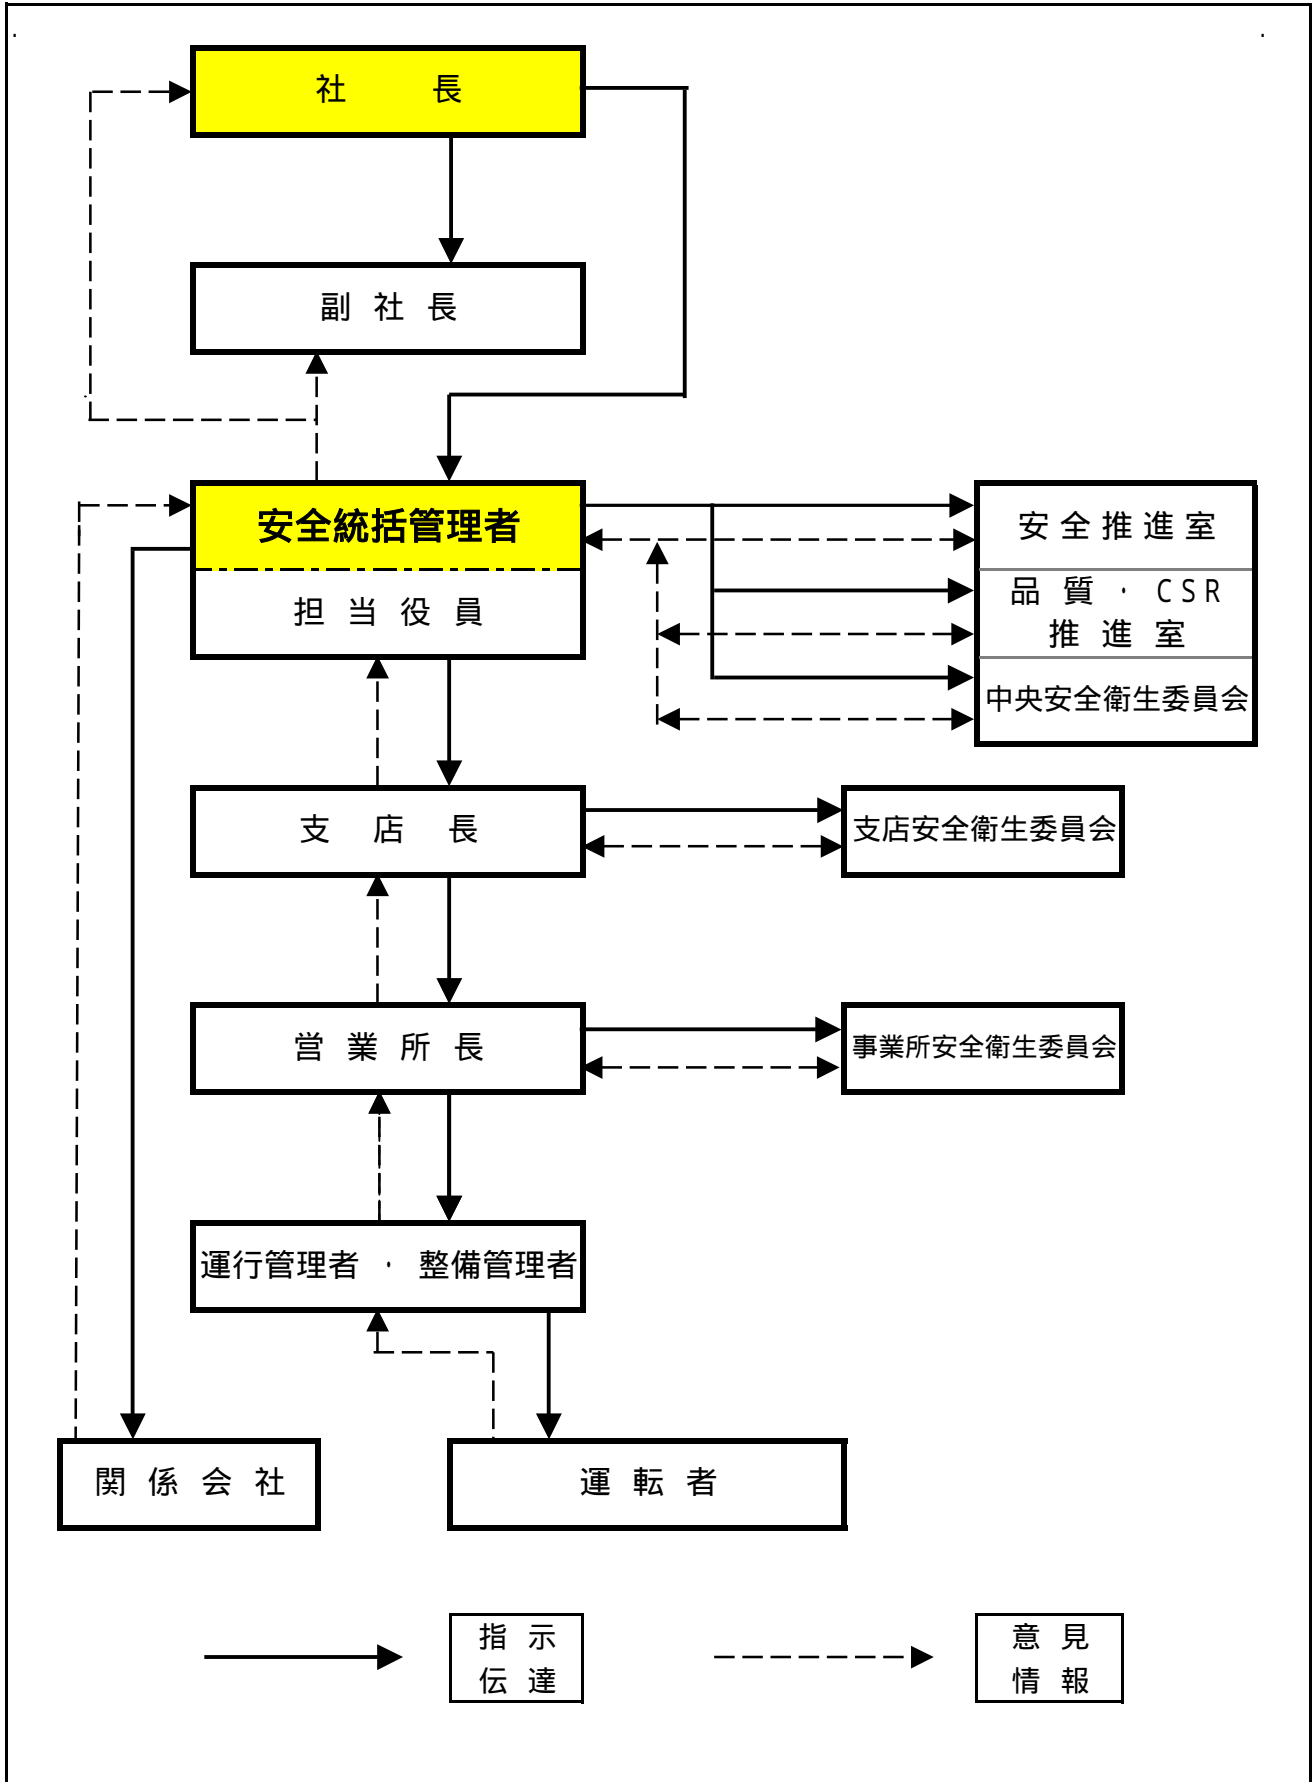 社長
副社長
安全統括管理者
担当役員
安全推進室
品質・CSR
推進室
中央安全衛生委員会
支店長
支店安全衛生委員会
営業所長
事業所安全衛生委員会
運行管理者・整備管理者
関係会社
運転者
指示
伝達
意見
情報